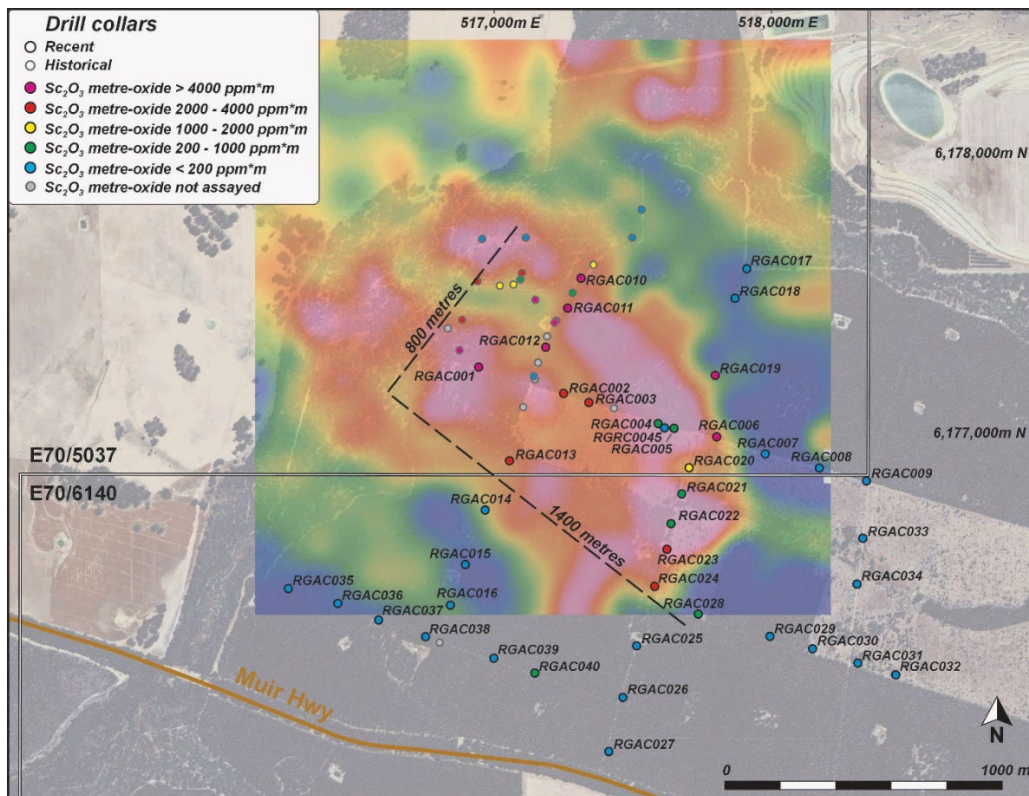 517,000m E
518,000m E
Drill collars
Recent
Historical
Sc₂O₃ metre-oxide > 4000 ppm*m
Sc₂O₃ metre-oxide 2000 - 4000 ppm*m
Sc₂O₃ metre-oxide 1000 - 2000 ppm*m
Sc₂O₃ metre-oxide 200 - 1000 ppm*m
Sc₂O₃ metre-oxide < 200 ppm*m
Sc₂O₃ metre-oxide not assayed
6,178,000m N
RGAC017
RGAC010
RGAC018
800 metres
RGAC011
RGAC012
RGAC001
RGAC019
RGAC002
RGAC003
RGAC004
RGAC006
RGRC0045 /
RGAC005
6,177,000m N
RGAC007
E70/5037
RGAC013
RGAC020
RGAC008
RGAC009
E70/6140
RGAC021
RGAC014
1400 metres
RGAC022
RGAC033
RGAC015
RGAC023
RGAC034
RGAC035
RGAC024
RGAC036
RGAC016
RGAC028
RGAC037
RGAC038
RGAC025
RGAC029
RGAC030
RGAC039
RGAC031
RGAC032
RGAC040
Muir Hwy
RGAC026
N
RGAC027
0
1000 m